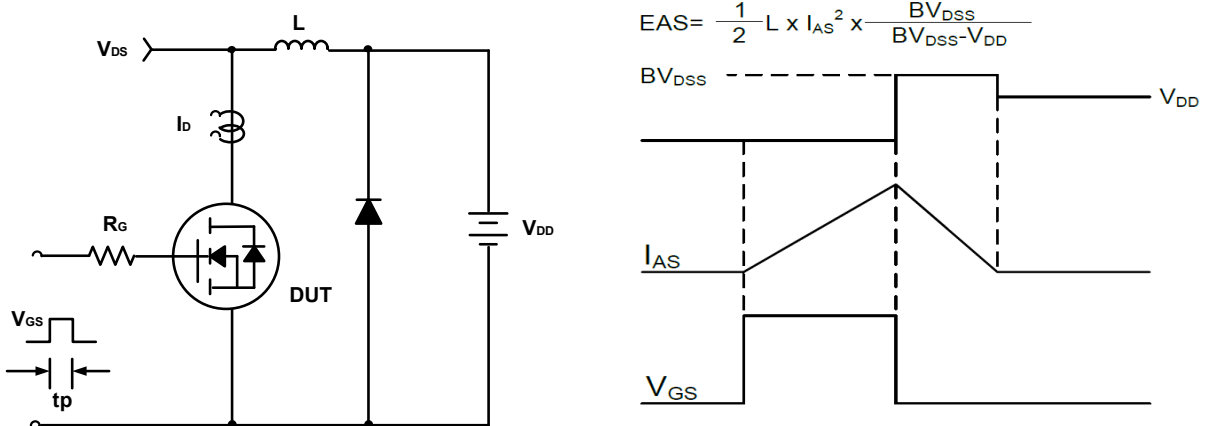 L
VDS
ID
RG
VDD
DUT
VGS
tp
EAS= 1/2 L x IAS² x BVDSS/BVDSS-VDD
BVDSS
VDD
IAS
VGS